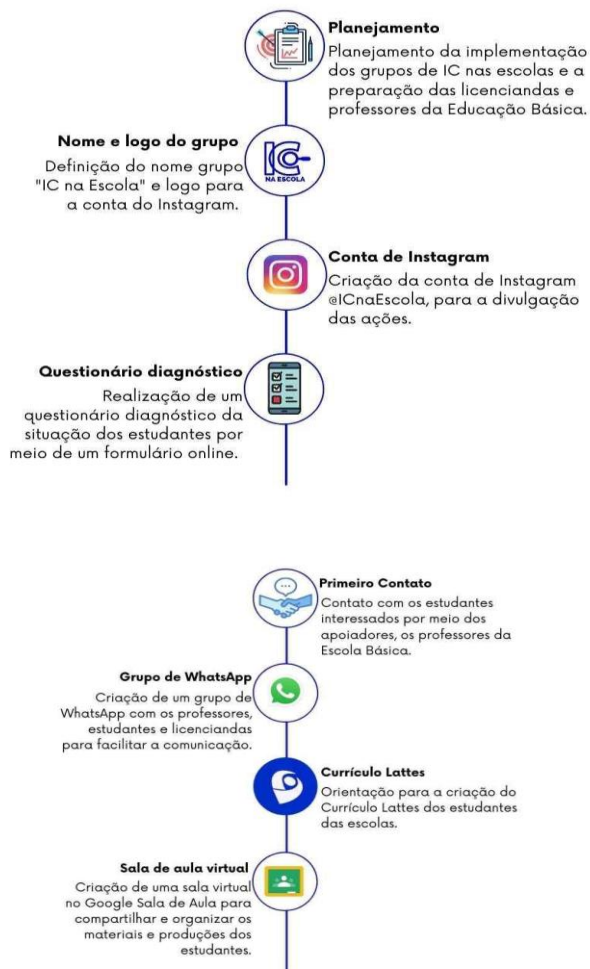 Planejamento
Planejamento da implementação
dos grupos de IC nas escolas e a
preparação das licenciandas e
professores da Educação Básica.
Nome e logo do grupo
Definição do nome grupo
"IC na Escola" e logo para
a conta do Instagram.
IC
NA ESCOLA
Conta de Instagram
Criação da conta de Instagram
@ICnaEscola, para a divulgação
das ações.
Questionário diagnóstico
Realização de um
questionário diagnóstico da
situação dos estudantes por
meio de um formulário online.
Primeiro Contato
Contato com os estudantes
interessados por meio dos
apoiadores, os professores da
Escola Básica.
Grupo de WhatsApp
Criação de um grupo de
WhatsApp com os professores,
estudantes e licenciandas
para facilitar a comunicação.
Currículo Lattes
Orientação para a criação do
Currículo Lattes dos estudantes
das escolas.
Sala de aula virtual
Criação de uma sala virtual
no Google Sala de Aula para
compartilhar e organizar os
materiais e produções dos
estudantes.